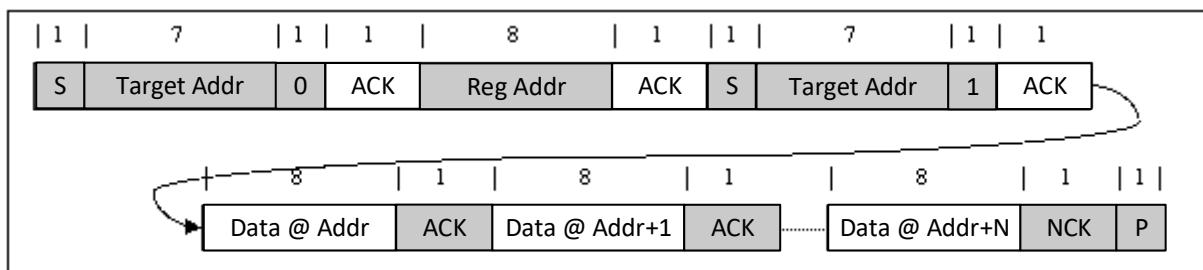 | 1 | 7 | 1 | 1 | 8 | 1 | 1 | 7 | 1 | 1
S Target Addr 0 ACK Reg Addr ACK S Target Addr 1 ACK
| 8 | 1 | 8 | 1 | 8 | 1 | 1 |
Data @ Addr ACK Data @ Addr+1 ACK Data @ Addr+N NCK P